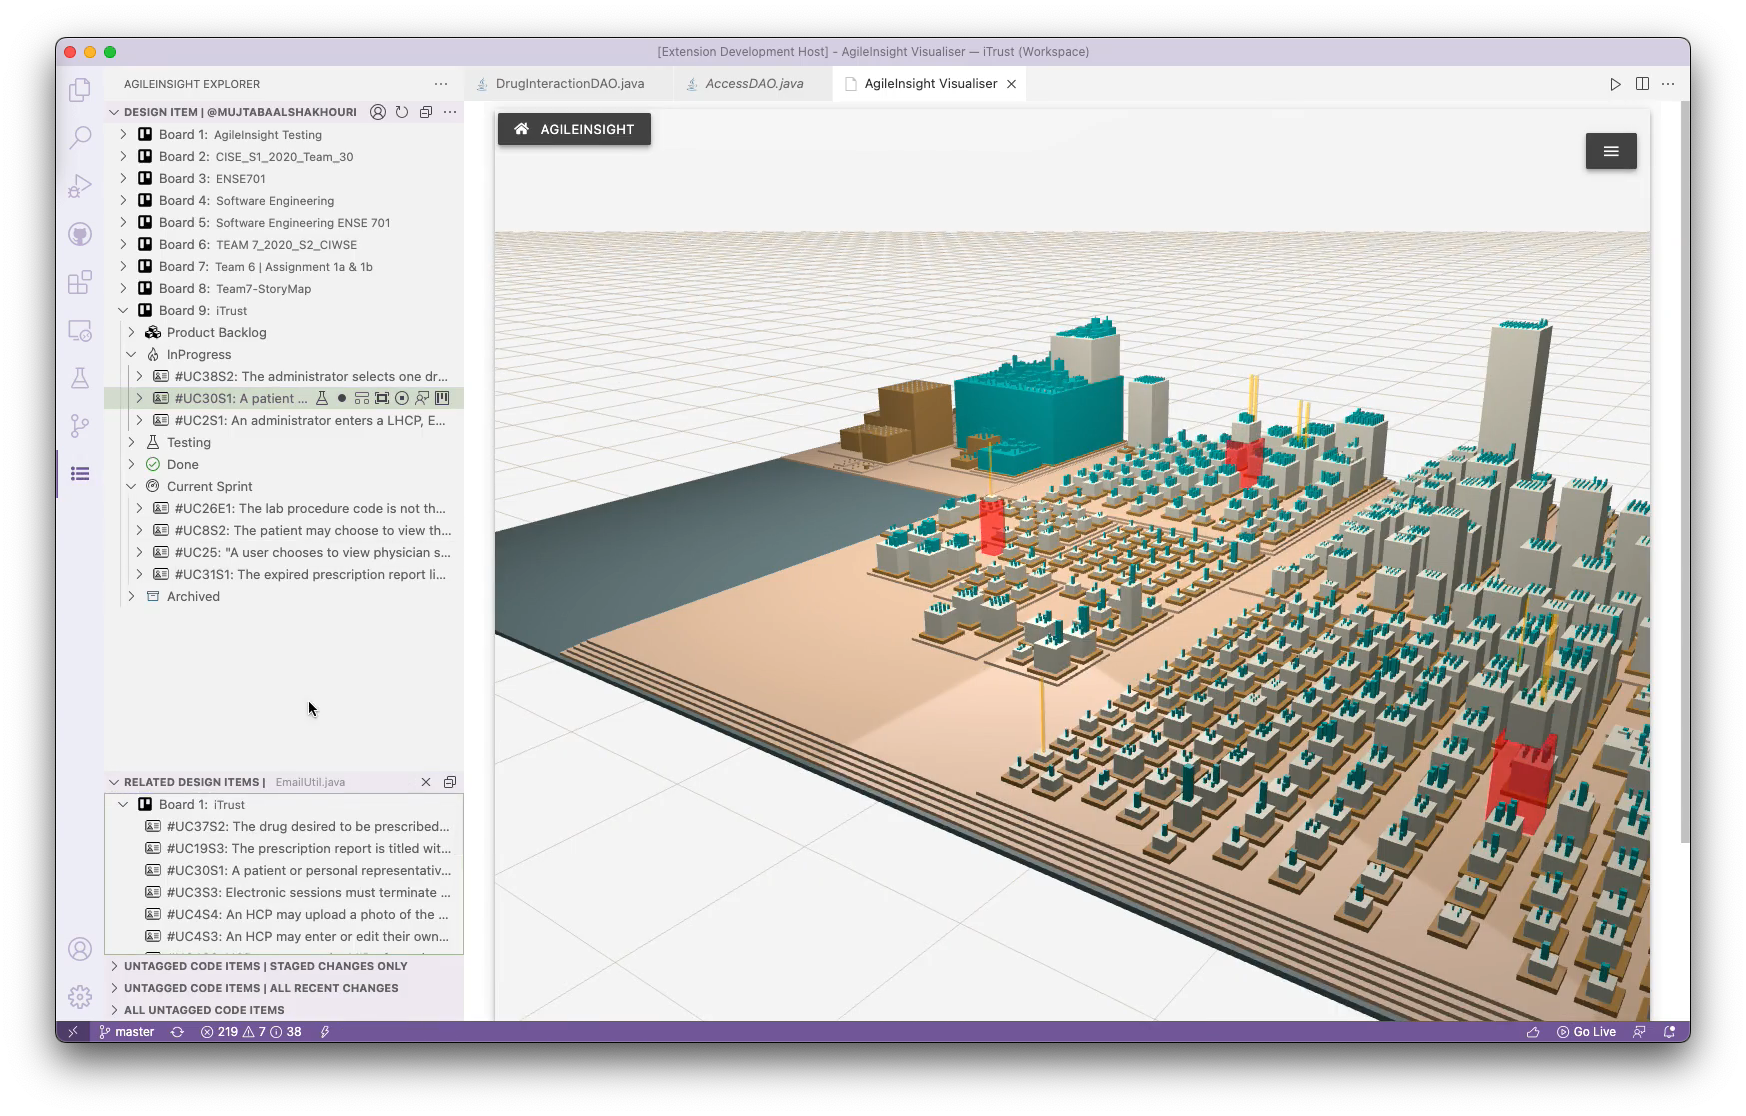 [Extension Development Host] - AgileInsight Visualiser — iTrust (Workspace)
AGILEINSIGHT EXPLORER
DrugInteractionDAO.java
AccessDAO.java
AgileInsight Visualiser
DESIGN ITEM | @MUJTABAALSHAKHOURI
Board 1: AgileInsight Testing
Board 2: CISE_S1_2020_Team_30
Board 3: ENSE701
Board 4: Software Engineering
Board 5: Software Engineering ENSE 701
Board 6: TEAM 7_2020_S2_CIWSE
Board 7: Team 6 | Assignment 1a & 1b
Board 8: Team7-StoryMap
Board 9: iTrust
Product Backlog
InProgress
#UC38S2: The administrator selects one dr...
#UC30S1: A patient ...
#UC2S1: An administrator enters a LHCP, E...
Testing
Done
Current Sprint
#UC26E1: The lab procedure code is not th...
#UC8S2: The patient may choose to view th...
#UC25: "A user chooses to view physician s...
#UC31S1: The expired prescription report li...
Archived
AGILEINSIGHT
RELATED DESIGN ITEMS | EmailUtil.java
Board 1: iTrust
#UC37S2: The drug desired to be prescribed...
#UC19S3: The prescription report is titled wit...
#UC30S1: A patient or personal representativ...
#UC3S3: Electronic sessions must terminate ...
#UC4S4: An HCP may upload a photo of the ...
#UC4S3: An HCP may enter or edit their own...
UNTAGGED CODE ITEMS | STAGED CHANGES ONLY
UNTAGGED CODE ITEMS | ALL RECENT CHANGES
ALL UNTAGGED CODE ITEMS
master
219 7 38
Go Live